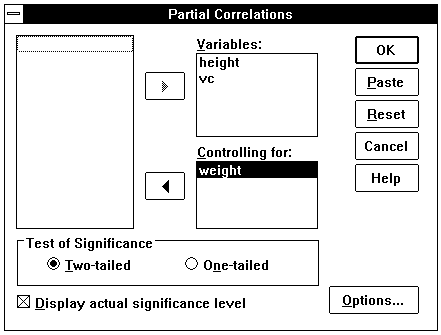 Partial Correlations
Variables:
height
vc
Controlling for:
weight
OK
Paste
Reset
Cancel
Help
Test of Significance
Two-tailed
One-tailed
Display actual significance level
Options...